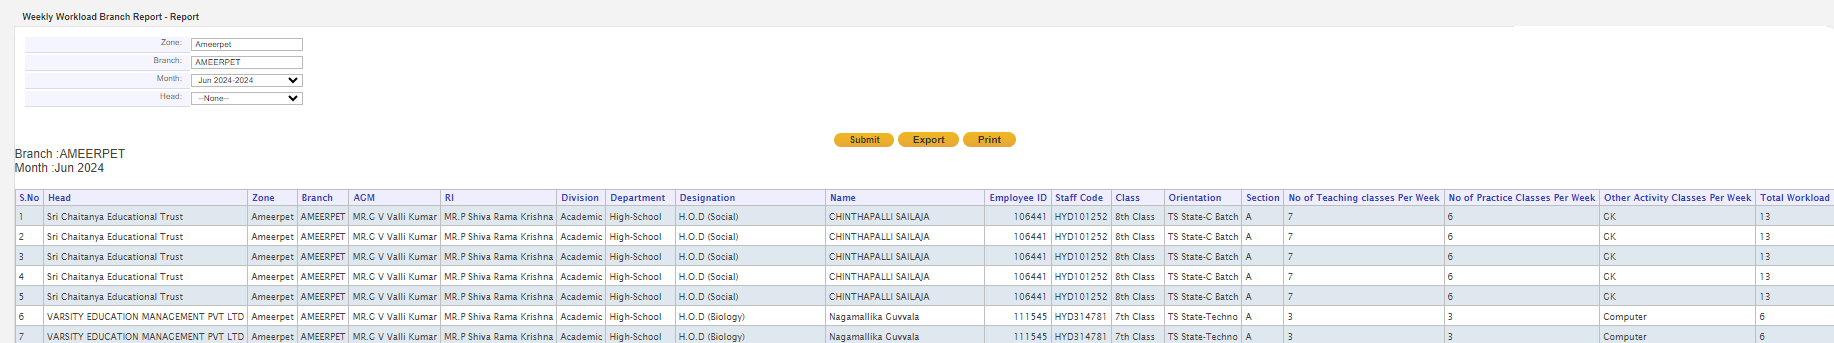 Weekly Workload Branch Report - Report
Zone: Ameerpet
Branch: AMEERPET
Month: Jun 2024-2024
Head: --None--
Submit Export Print
Branch :AMEERPET
Month :Jun 2024
S.No Head Zone Branch AGM RI Division Department Designation Name Employee ID Staff Code Class Orientation Section No of Teaching classes Per Week No of Practice Classes Per Week Other Activity Classes Per Week Total Workload
1 Sri Chaitanya Educational Trust Ameerpet AMEERPET MR.G V Valli Kumar MR.P Shiva Rama Krishna Academic High-School H.O.D (Social) CHINTHAPALLI SAILAJA 106441 HYD101252 8th Class TS State-C Batch A 7 6 GK 13
2 Sri Chaitanya Educational Trust Ameerpet AMEERPET MR.G V Valli Kumar MR.P Shiva Rama Krishna Academic High-School H.O.D (Social) CHINTHAPALLI SAILAJA 106441 HYD101252 8th Class TS State-C Batch A 7 6 GK 13
3 Sri Chaitanya Educational Trust Ameerpet AMEERPET MR.G V Valli Kumar MR.P Shiva Rama Krishna Academic High-School H.O.D (Social) CHINTHAPALLI SAILAJA 106441 HYD101252 8th Class TS State-C Batch A 7 6 GK 13
4 Sri Chaitanya Educational Trust Ameerpet AMEERPET MR.G V Valli Kumar MR.P Shiva Rama Krishna Academic High-School H.O.D (Social) CHINTHAPALLI SAILAJA 106441 HYD101252 8th Class TS State-C Batch A 7 6 GK 13
5 Sri Chaitanya Educational Trust Ameerpet AMEERPET MR.G V Valli Kumar MR.P Shiva Rama Krishna Academic High-School H.O.D (Social) CHINTHAPALLI SAILAJA 106441 HYD101252 8th Class TS State-C Batch A 7 6 GK 13
6 VARSITY EDUCATION MANAGEMENT PVT LTD Ameerpet AMEERPET MR.G V Valli Kumar MR.P Shiva Rama Krishna Academic High-School H.O.D (Biology) Nagamallika Guvvala 111545 HYD314781 7th Class TS State-Techno A 3 3 Computer 6
7 VARSITY EDUCATION MANAGEMENT PVT LTD Ameerpet AMEERPET MR.G V Valli Kumar MR.P Shiva Rama Krishna Academic High-School H.O.D (Biology) Nagamallika Guvvala 111545 HYD314781 7th Class TS State-Techno A 3 3 Computer 6